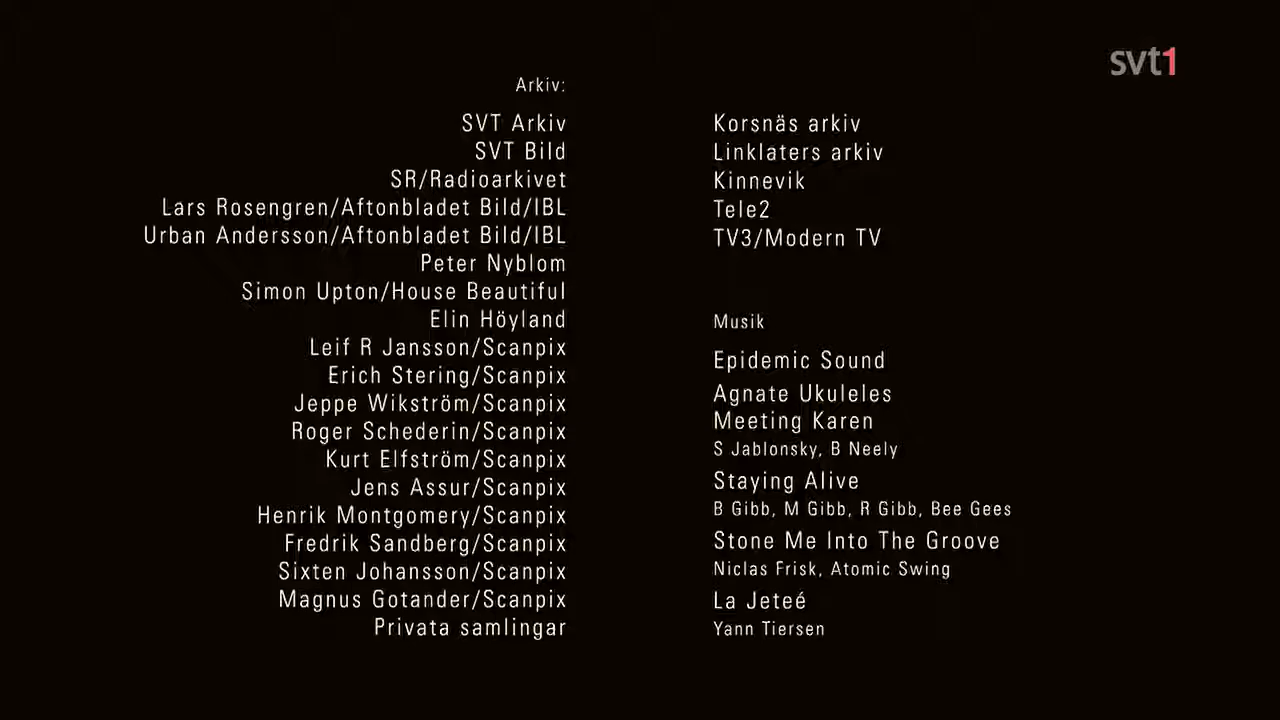 svt1
Arkiv:
SVT Arkiv
SVT Bild
SR/Radioarkivet
Lars Rosengren/Aftonbladet Bild/IBL
Urban Andersson/Aftonbladet Bild/IBL
Peter Nyblom
Simon Upton/House Beautiful
Elin Höyland
Leif R Jansson/Scanpix
Erich Stering/Scanpix
Jeppe Wikström/Scanpix
Roger Schederin/Scanpix
Kurt Elfström/Scanpix
Jens Assur/Scanpix
Henrik Montgomery/Scanpix
Fredrik Sandberg/Scanpix
Sixten Johansson/Scanpix
Magnus Gotander/Scanpix
Privata samlingar
Korsnäs arkiv
Linklaters arkiv
Kinnevik
Tele2
TV3/Modern TV
Musik
Epidemic Sound
Agnate Ukuleles
Meeting Karen
S Jablonsky, B Neely
Staying Alive
B Gibb, M Gibb, R Gibb, Bee Gees
Stone Me Into The Groove
Niclas Frisk, Atomic Swing
La Jeteé
Yann Tiersen